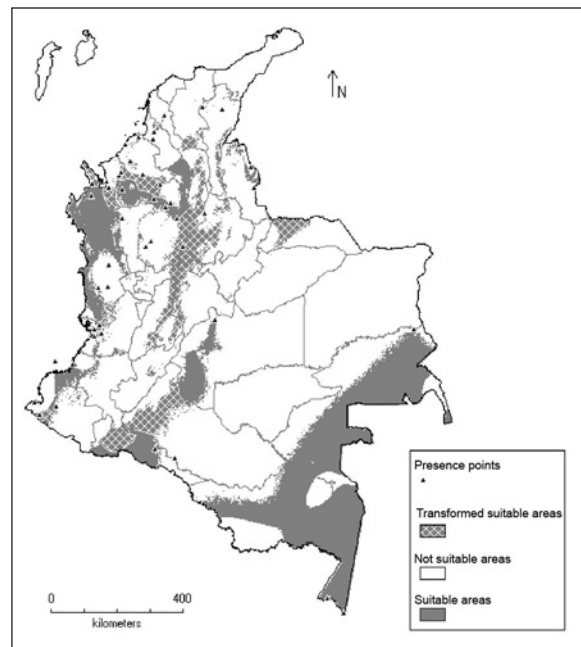 N
Presence points
Transformed suitable areas
Not suitable areas
Suitable areas
0 400
kilometers